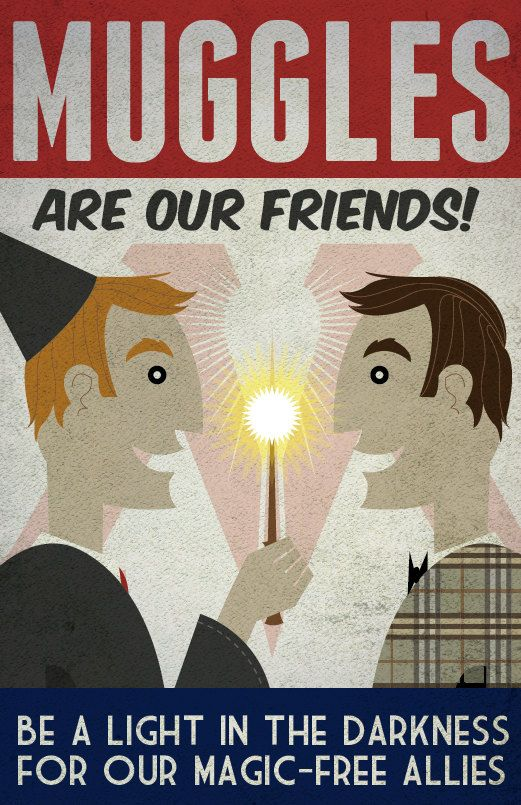 MUGGLES
ARE OUR FRIENDS!
BE A LIGHT IN THE DARKNESS
FOR OUR MAGIC-FREE ALLIES